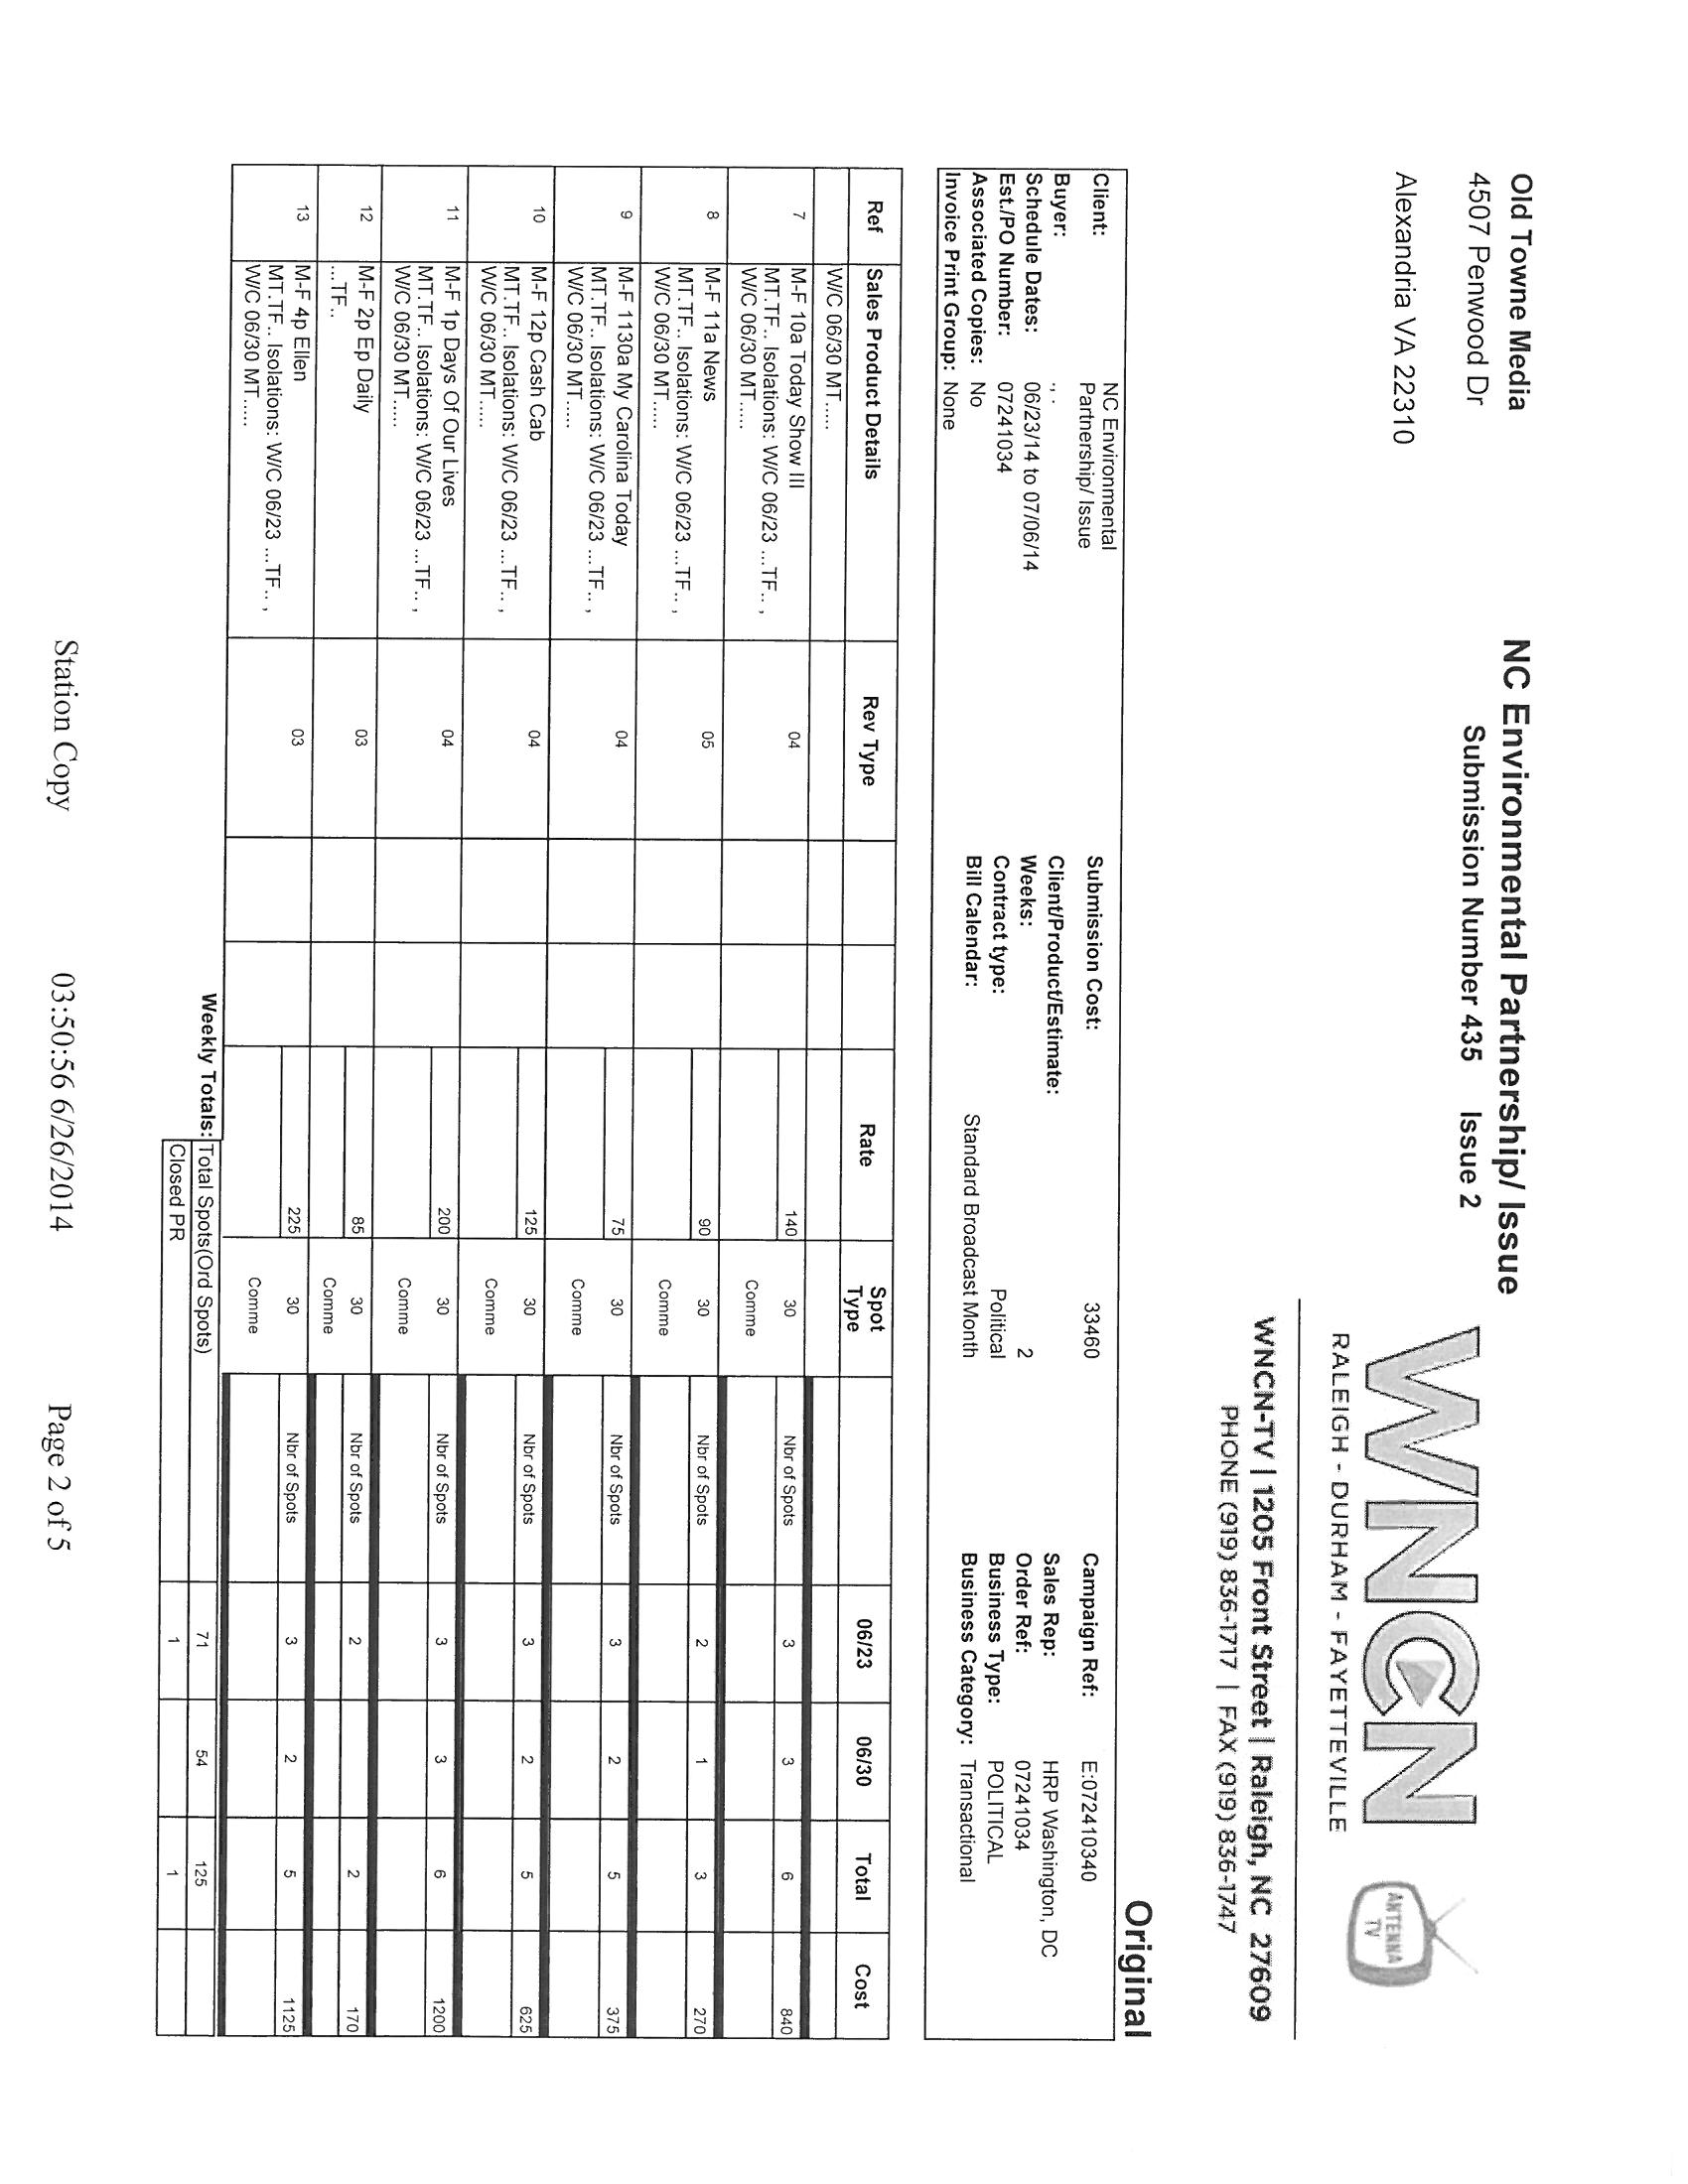 Old Towne Media
4507 Penwood Dr
Alexandria VA 22310
NC Environmental Partnership/ Issue
Submission Number 435 Issue 2
WNCN
RALEIGH - DURHAM - FAYETTEVILLE
ANTENNA
TV
WNCN-TV | 1205 Front Street | Raleigh, NC 27609
PHONE (919) 836-1717 | FAX (919) 836-1747
Original
Client: NC Environmental Partnership/ Issue Submission Cost: 33460 Campaign Ref: E:072410340
Buyer: , . Client/Product/Estimate: Sales Rep: HRP Washington, DC
Schedule Dates: 06/23/14 to 07/06/14 Weeks: 2 Order Ref: 07241034
Est./PO Number: 07241034 Contract type: Political Business Type: POLITICAL
Associated Copies: No Bill Calendar: Standard Broadcast Month Business Category: Transactional
Invoice Print Group: None
Ref Sales Product Details Rev Type Rate Spot Type 06/23 06/30 Total Cost
W/C 06/30 MT.....
7 M-F 10a Today Show III 04 140 30 Nbr of Spots 3 3 6 840
MT.TF.. Isolations: W/C 06/23 ...TF.. ,
W/C 06/30 MT..... Comme
8 M-F 11a News 05 90 30 Nbr of Spots 2 1 3 270
MT.TF.. Isolations: W/C 06/23 ...TF.. ,
W/C 06/30 MT..... Comme
9 M-F 1130a My Carolina Today 04 75 30 Nbr of Spots 3 2 5 375
MT.TF.. Isolations: W/C 06/23 ...TF.. ,
W/C 06/30 MT..... Comme
10 M-F 12p Cash Cab 04 125 30 Nbr of Spots 3 2 5 625
MT.TF.. Isolations: W/C 06/23 ...TF.. ,
W/C 06/30 MT..... Comme
11 M-F 1p Days Of Our Lives 04 200 30 Nbr of Spots 3 3 6 1200
MT.TF.. Isolations: W/C 06/23 ...TF.. ,
W/C 06/30 MT..... Comme
12 M-F 2p Ep Daily 03 85 30 Nbr of Spots 2 2 170
...TF.. Comme
13 M-F 4p Ellen 03 225 30 Nbr of Spots 3 2 5 1125
MT.TF.. Isolations: W/C 06/23 ...TF.. ,
W/C 06/30 MT..... Comme
Weekly Totals: Total Spots(Ord Spots) 71 54 125
Closed PR 1 1
Station Copy 03:50:56 6/26/2014 Page 2 of 5